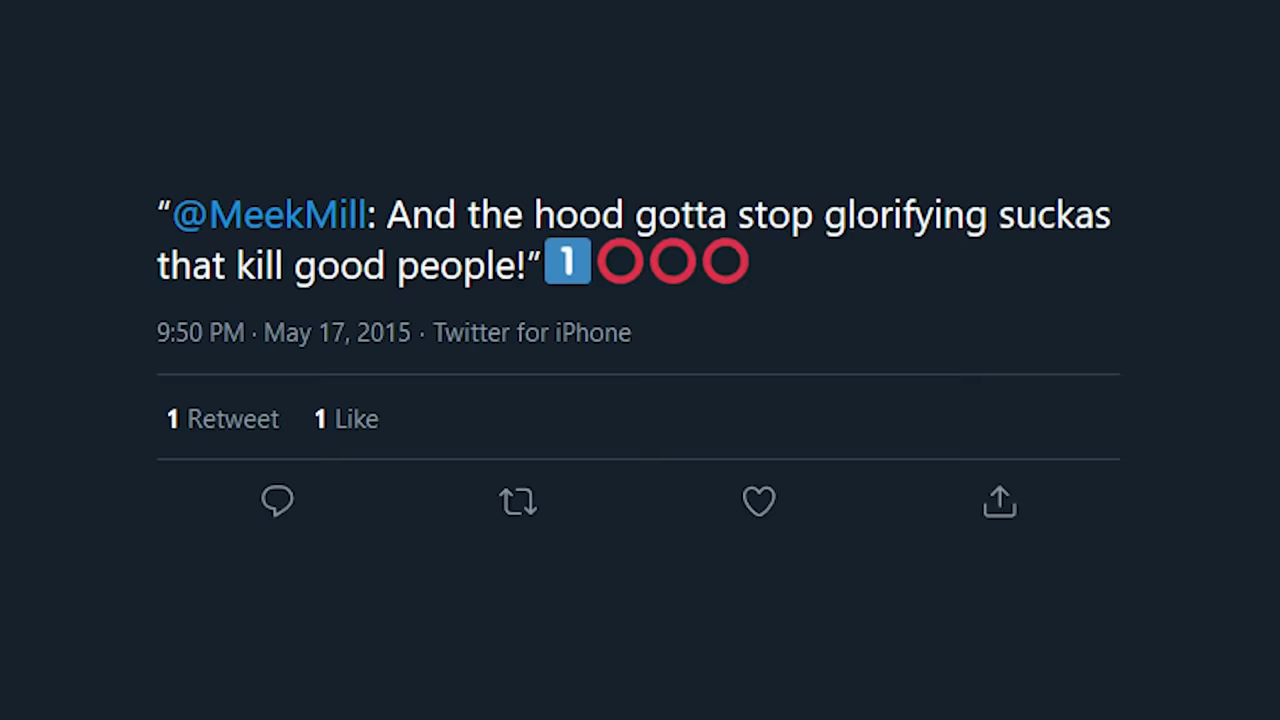 “@MeekMill: And the hood gotta stop glorifying suckas
that kill good people!”1️⃣⭕⭕⭕
9:50 PM · May 17, 2015 · Twitter for iPhone
1 Retweet 1 Like